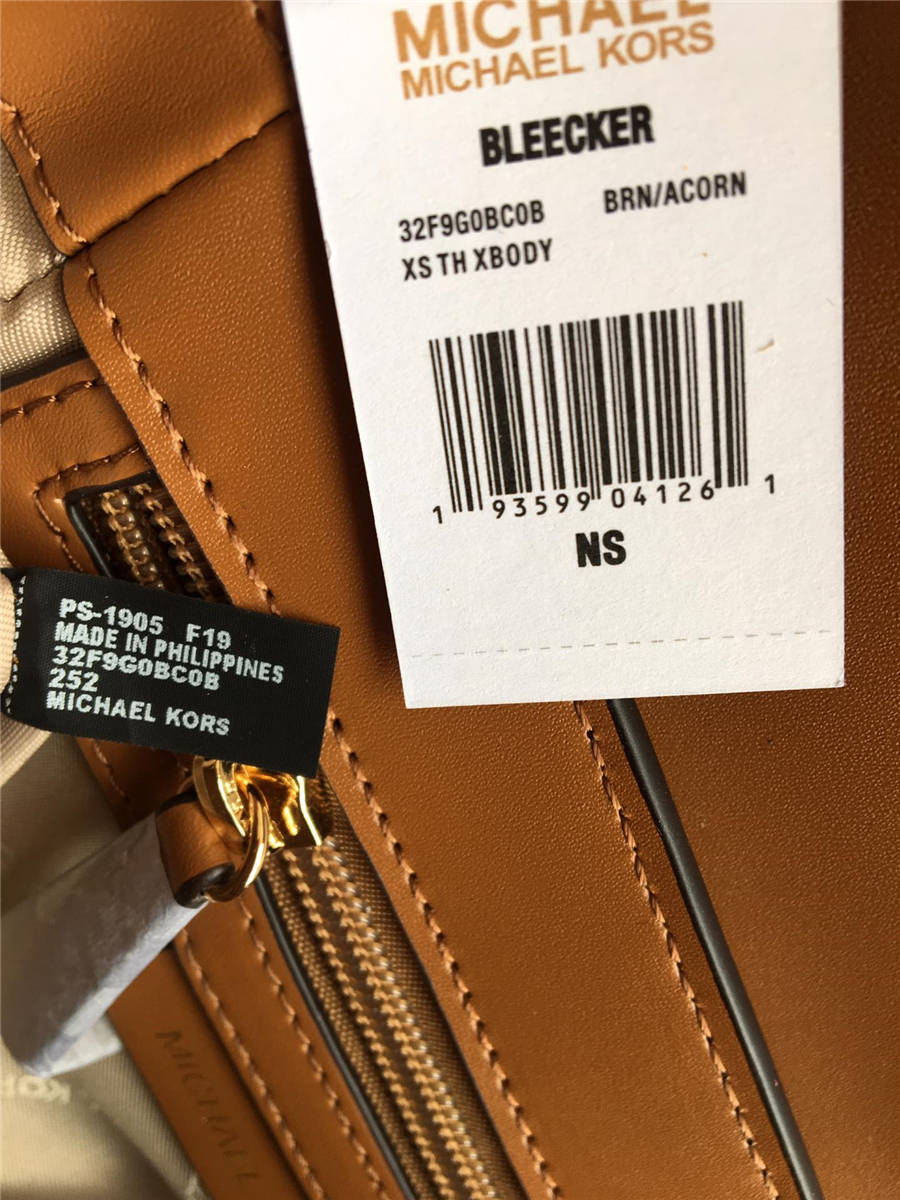 MICHAEL
MICHAEL KORS
BLEECKER
32F9G0BC0B BRN/ACORN
XS TH XBODY
1 93599 04126 1
NS
PS-1905 F19
MADE IN PHILIPPINES
32F9G0BC0B
252
MICHAEL KORS
MICHAEL